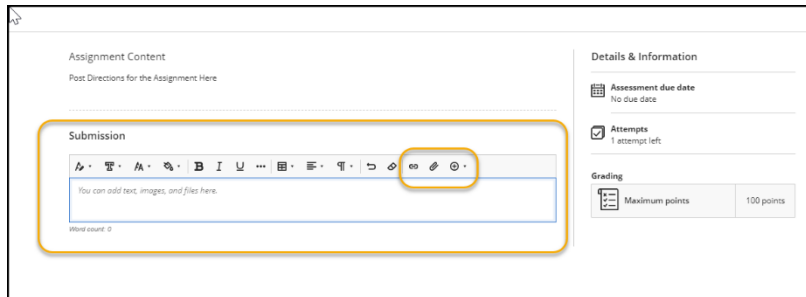 Assignment Content
Post Directions for the Assignment Here
Submission
B I U
You can add text, images, and files here.
Word count: 0
Details & Information
Assessment due date
No due date
Attempts
1 attempt left
Grading
Maximum points
100 points